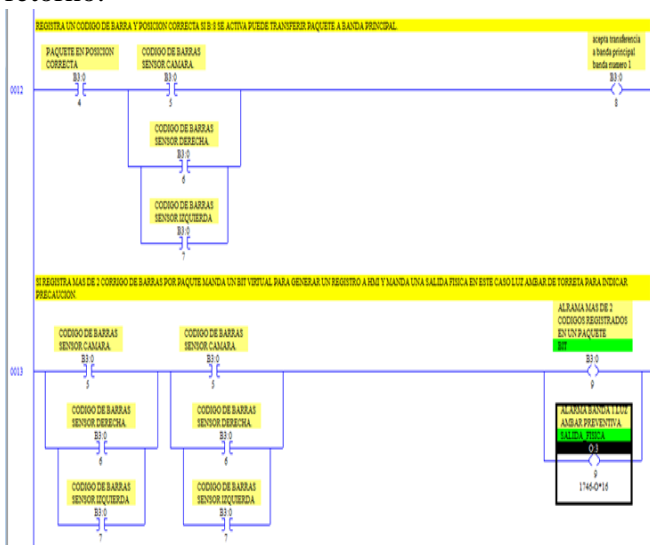 retorno.
REGISTRA UN CODIGO DE BARRA Y POSICION CORRECTA SI B:8 SE ACTIVA PUEDE TRANSFERIR PAQUETE A BANDA PRINCIPAL.
PAQUETE EN POSICION
CORRECTA
B3:0
4
CODIGO DE BARRAS
SENSOR CAMARA.
B3:0
5
acepta transferencia
a banda principal
banda numero 1
B3:0
8
0012
CODIGO DE BARRAS
SENSOR DERECHA.
B3:0
6
CODIGO DE BARRAS
SENSOR IZQUIERDA
B3:0
7
SI REGISTRA MAS DE 2 CORRIGO DE BARRAS POR PAQUTE MANDA UN BIT VIRTUAL PARA GENERAR UN REGISTRO A HMI Y MANDA UNA SALIDA FISICA EN ESTE CASO LUZ AMBAR DE TORRETA PARA INDICAR
PRECAUCION.
ALRAMA MAS DE 2
CODIGOS REGISTRADOS
EN UN PAQUETE
BIT
B3:0
9
CODIGO DE BARRAS
SENSOR CAMARA.
B3:0
5
CODIGO DE BARRAS
SENSOR CAMARA.
B3:0
5
0013
CODIGO DE BARRAS
SENSOR DERECHA.
B3:0
6
CODIGO DE BARRAS
SENSOR DERECHA.
B3:0
6
ALARMA BANDA 1 LUZ
AMBAR PREVENTIVA
SALIDA_FISICA
O:3
9
1746-O*16
CODIGO DE BARRAS
SENSOR IZQUIERDA
B3:0
7
CODIGO DE BARRAS
SENSOR IZQUIERDA
B3:0
7